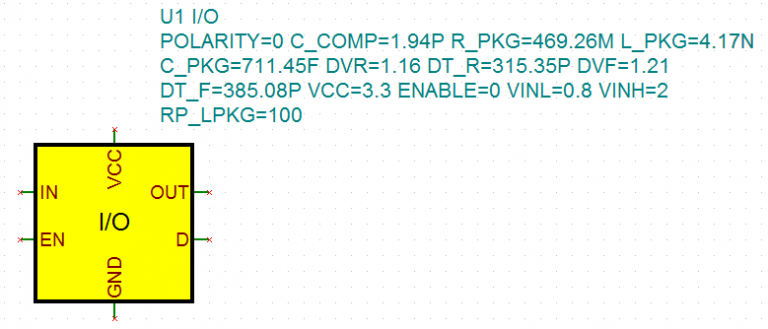 U1 I/O
POLARITY=0 C_COMP=1.94P R_PKG=469.26M L_PKG=4.17N
C_PKG=711.45F DVR=1.16 DT_R=315.35P DVF=1.21
DT_F=385.08P VCC=3.3 ENABLE=0 VINL=0.8 VINH=2
RP_LPKG=100
VCC
IN OUT
I/O
EN D
GND